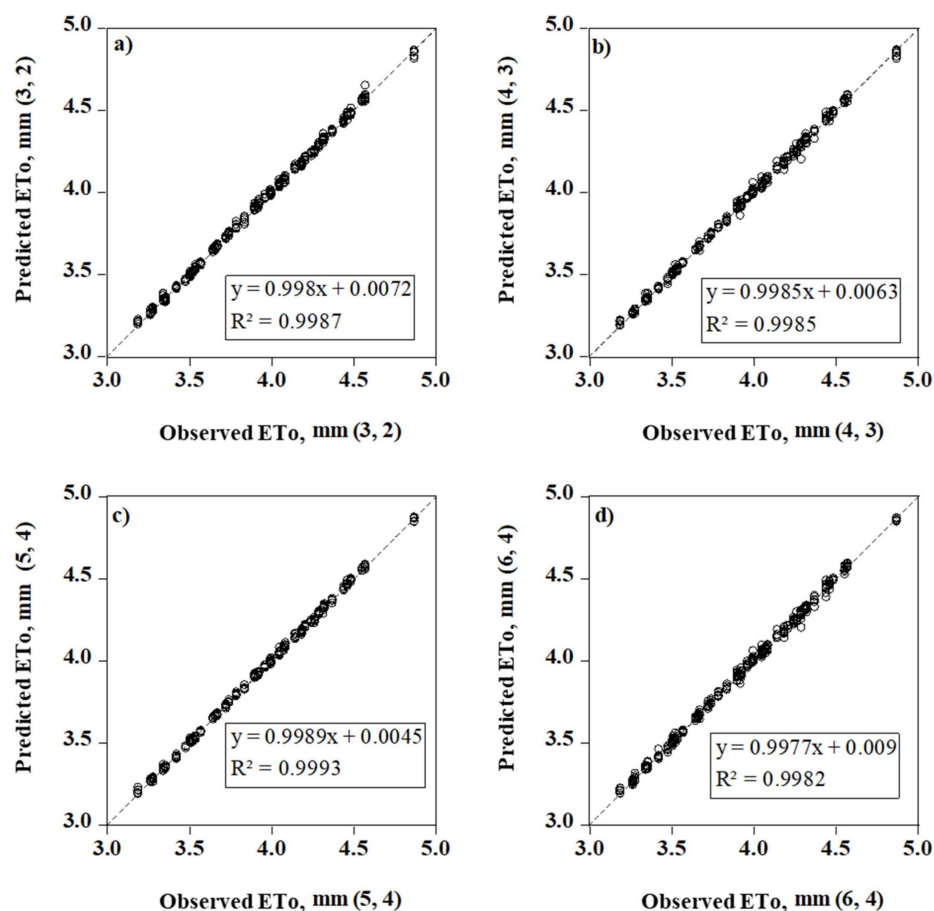 a)
Predicted ETo, mm (3, 2)
5.0
4.5
4.0
3.5
3.0
y = 0.998x + 0.0072
R² = 0.9987
3.0 3.5 4.0 4.5 5.0
Observed ETo, mm (3, 2)
b)
Predicted ETo, mm (4, 3)
5.0
4.5
4.0
3.5
3.0
y = 0.9985x + 0.0063
R² = 0.9985
3.0 3.5 4.0 4.5 5.0
Observed ETo, mm (4, 3)
c)
Predicted ETo, mm (5, 4)
5.0
4.5
4.0
3.5
3.0
y = 0.9989x + 0.0045
R² = 0.9993
3.0 3.5 4.0 4.5 5.0
Observed ETo, mm (5, 4)
d)
Predicted ETo, mm (6, 4)
5.0
4.5
4.0
3.5
3.0
y = 0.9977x + 0.009
R² = 0.9982
3.0 3.5 4.0 4.5 5.0
Observed ETo, mm (6, 4)